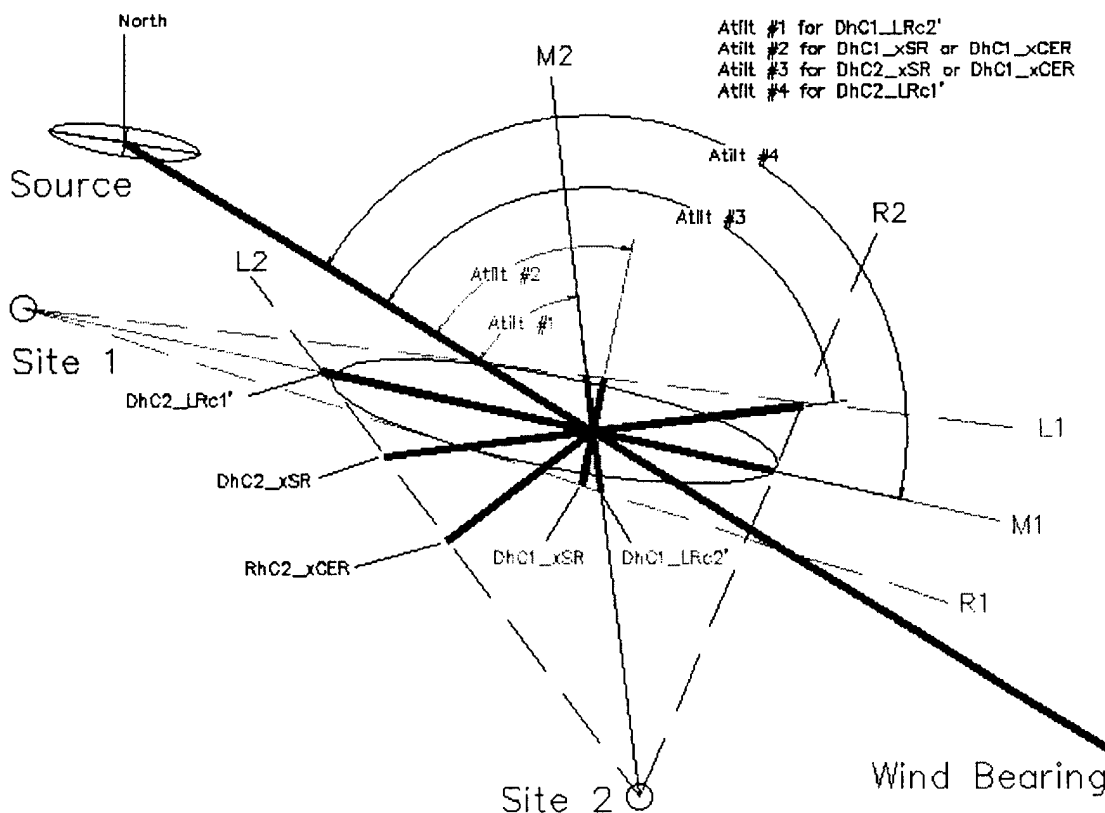 North
Atilt #1 for DhC1_LRc2'
Atilt #2 for DhC1_xSR or DhC1_xCER
Atilt #3 for DhC2_xSR or DhC1_xCER
Atilt #4 for DhC2_LRc1'
M2
Atilt #4
Source
Atilt #3
R2
L2
Atilt #2
Atilt #1
Site 1
DhC2_LRc1'
L1
DhC2_xSR
M1
DhC1_xSR
DhC1_LRc2'
RhC2_xCER
R1
Wind Bearing
Site 2